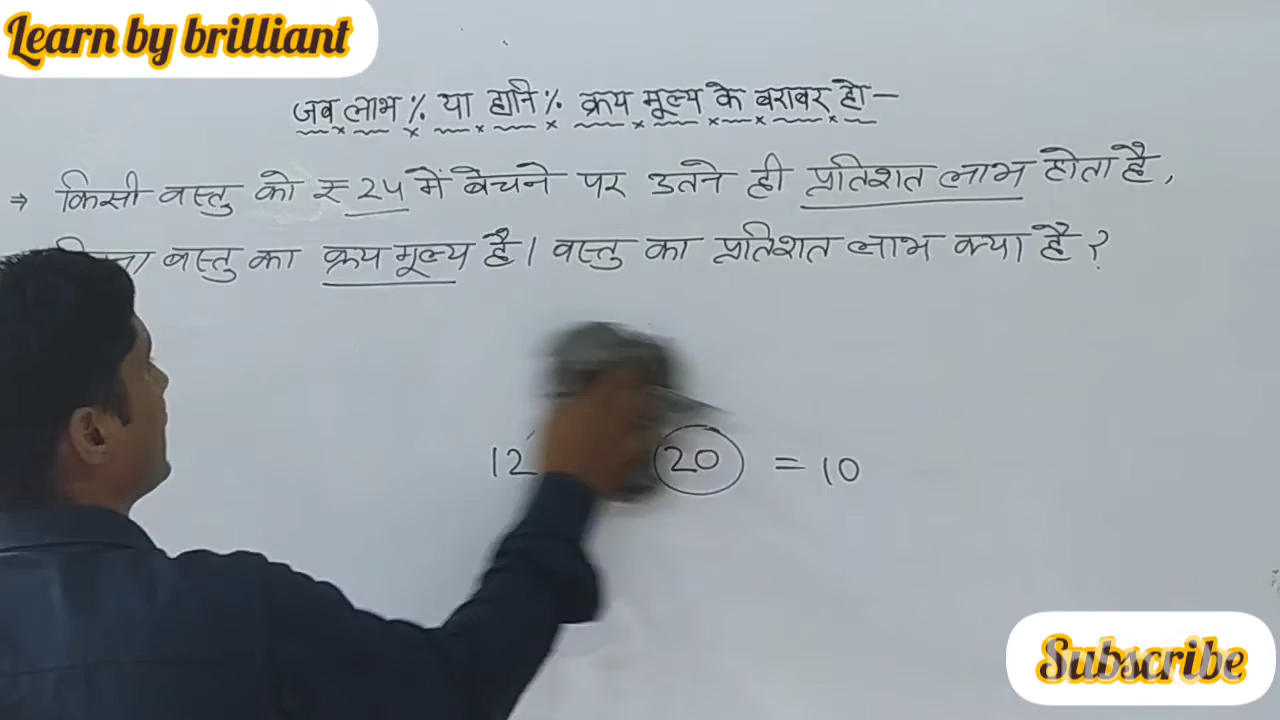 Learn by brilliant
जब लाभ % या हानि % क्रय मूल्य के बराबर हो —
⇒ किसी वस्तु को ₹ 24 में बेचने पर उतने ही प्रतिशत लाभ होता है,
वस्तु का क्रय मूल्य है। वस्तु का प्रतिशत लाभ क्या है?
12 20 = 10
Subscribe